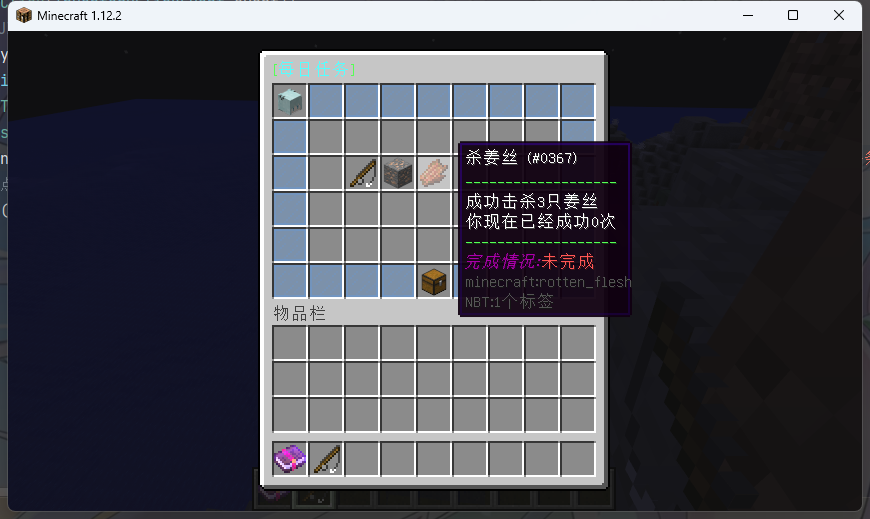 Minecraft 1.12.2
[每日任务]
杀姜丝 (#0367)
-------------------
成功击杀3只姜丝
你现在已经成功0次
-------------------
完成情况:未完成
minecraft:rotten_flesh
NBT:1个标签
物品栏